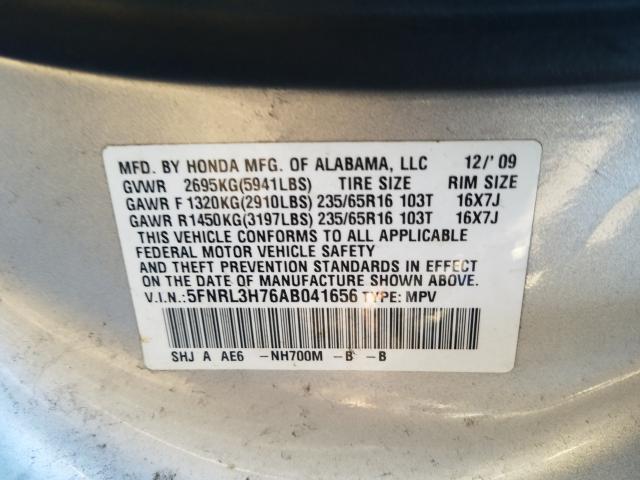 MFD. BY HONDA MFG. OF ALABAMA, LLC 12/'09
GVWR 2695KG(5941LBS) TIRE SIZE RIM SIZE
GAWR F 1320KG(2910LBS) 235/65R16 103T 16X7J
GAWR R1450KG(3197LBS) 235/65R16 103T 16X7J
THIS VEHICLE CONFORMS TO ALL APPLICABLE
FEDERAL MOTOR VEHICLE SAFETY
AND THEFT PREVENTION STANDARDS IN EFFECT
ON THE DATE OF MANUFACTURE SHOWN ABOVE.
V.I.N.:5FNRL3H76AB041656 TYPE: MPV
SHJ A AE6 -NH700M -B -B